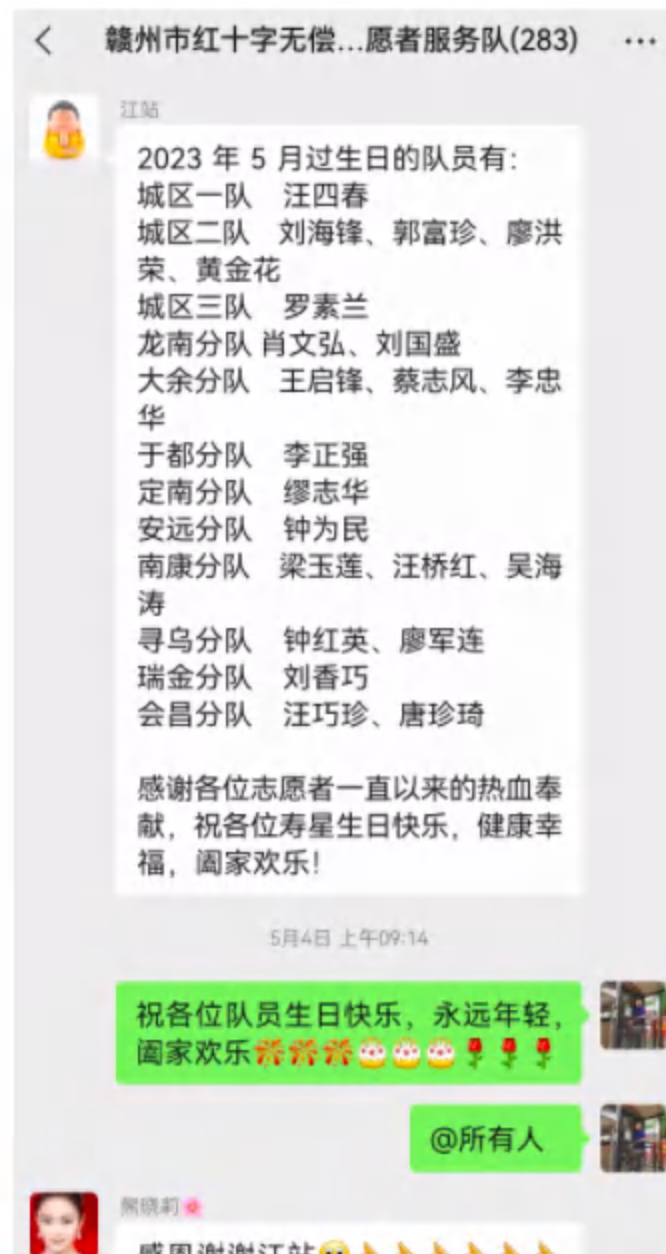 赣州市红十字无偿...愿者服务队(283)
江站
2023 年 5 月过生日的队员有:
城区一队 汪四春
城区二队 刘海锋、郭富珍、廖洪
荣、黄金花
城区三队 罗素兰
龙南分队 肖文弘、刘国盛
大余分队 王启锋、蔡志风、李忠
华
于都分队 李正强
定南分队 缪志华
安远分队 钟为民
南康分队 梁玉莲、汪桥红、吴海
涛
寻乌分队 钟红英、廖军连
瑞金分队 刘香巧
会昌分队 汪巧珍、唐珍琦
感谢各位志愿者一直以来的热血奉
献，祝各位寿星生日快乐，健康幸
福，阖家欢乐!
5月4日 上午09:14
祝各位队员生日快乐，永远年轻，
阖家欢乐🎊🎊🎊🎂🎂🎂🌹🌹🌹
@所有人
熊晓莉🌸
感恩谢谢江站